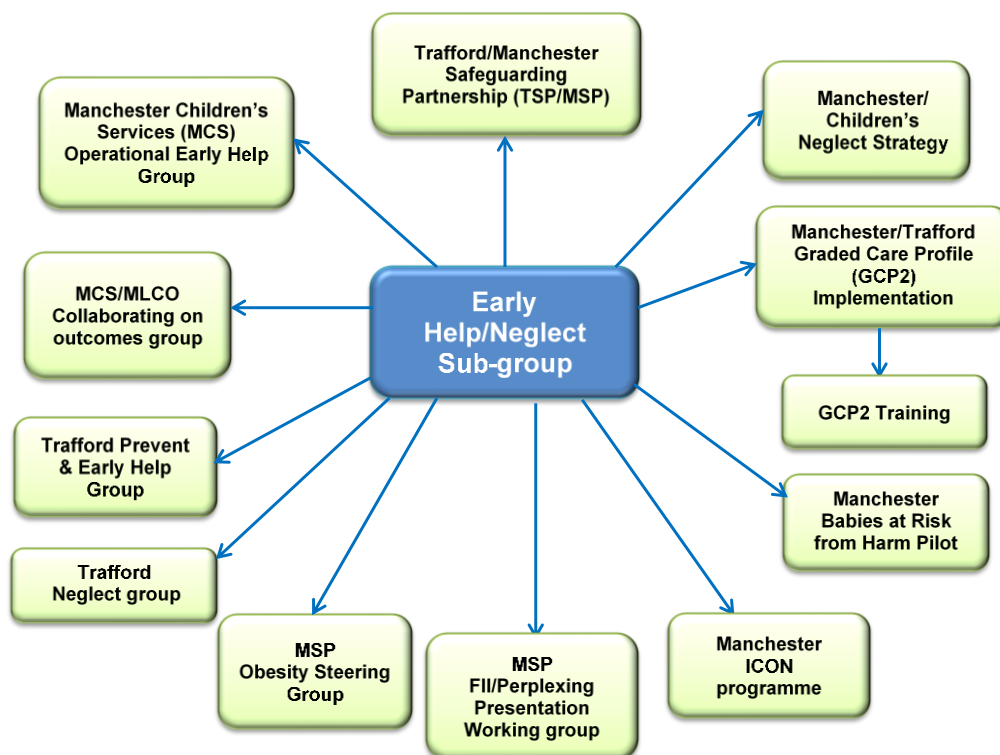 Trafford/Manchester
Safeguarding
Partnership (TSP/MSP)
Manchester Children's
Services (MCS)
Operational Early Help
Group
Manchester/
Children's
Neglect Strategy
Manchester/Trafford
Graded Care Profile
(GCP2)
Implementation
MCS/MLCO
Collaborating on
outcomes group
Early
Help/Neglect
Sub-group
GCP2 Training
Trafford Prevent
& Early Help
Group
Manchester
Babies at Risk
from Harm Pilot
Trafford
Neglect group
MSP
Obesity Steering
Group
MSP
FII/Perplexing
Presentation
Working group
Manchester
ICON
programme